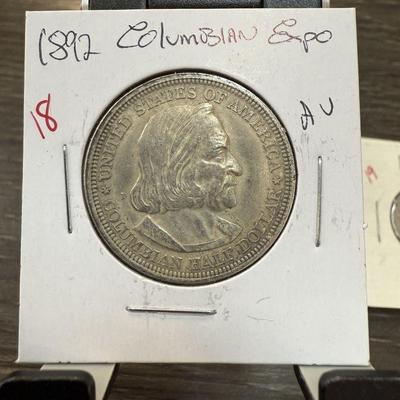 1892 Columbian Expo
18
AU
UNITED STATES OF AMERICA
COLUMBIAN HALF DOLLAR